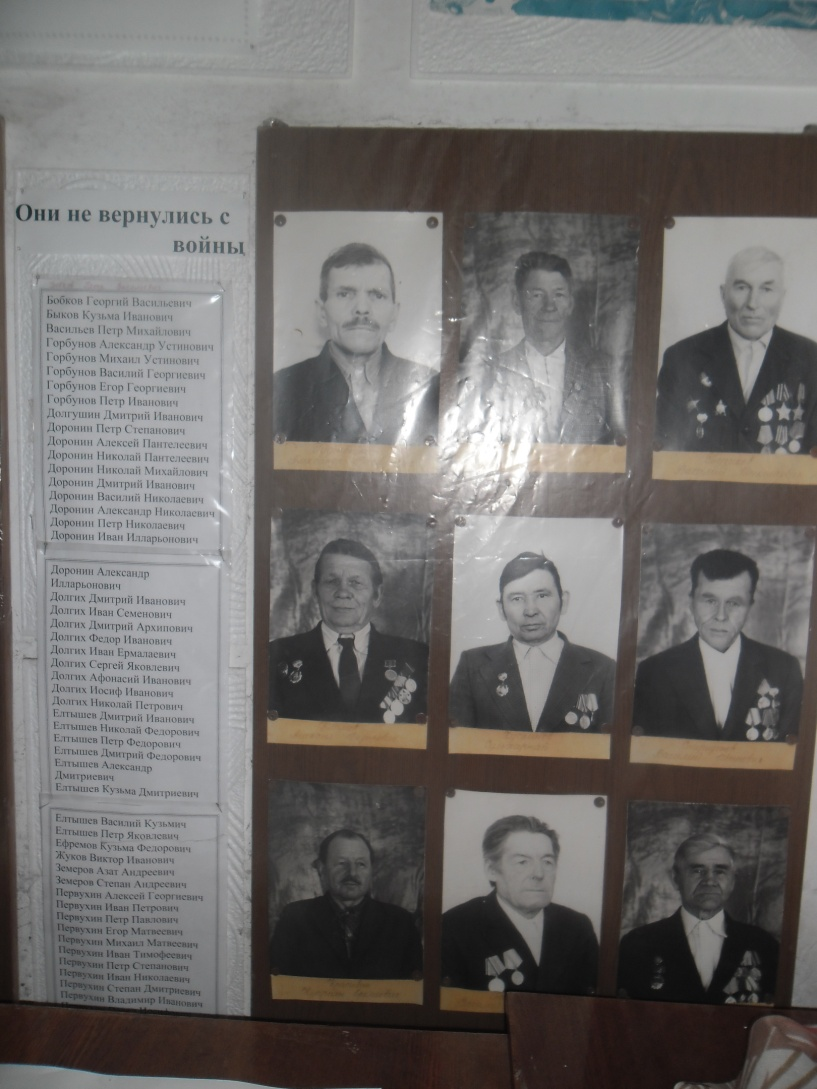 Они не вернулись с
войны
Бобков Георгий Васильевич
Быков Кузьма Иванович
Васильев Петр Михайлович
Горбунов Александр Устинович
Горбунов Михаил Устинович
Горбунов Василий Георгиевич
Горбунов Егор Георгиевич
Горбунов Петр Иванович
Долгушин Дмитрий Иванович
Доронин Петр Степанович
Доронин Алексей Пантелеевич
Доронин Николай Пантелеевич
Доронин Николай Михайлович
Доронин Дмитрий Иванович
Доронин Василий Николаевич
Доронин Александр Николаевич
Доронин Петр Николаевич
Доронин Иван Илларьонович
Доронин Александр
Илларьонович
Долгих Дмитрий Иванович
Долгих Иван Семенович
Долгих Дмитрий Архипович
Долгих Федор Иванович
Долгих Иван Ермалаевич
Долгих Сергей Яковлевич
Долгих Афонасий Иванович
Долгих Иосиф Иванович
Долгих Николай Петрович
Елтышев Дмитрий Иванович
Елтышев Николай Федорович
Елтышев Петр Федорович
Елтышев Дмитрий Федорович
Елтышев Александр
Дмитриевич
Елтышев Кузьма Дмитриевич
Елтышев Василий Кузьмич
Елтышев Петр Яковлевич
Ефремов Кузьма Федорович
Жуков Виктор Иванович
Земеров Азат Андреевич
Земеров Степан Андреевич
Первухин Алексей Георгиевич
Первухин Иван Петрович
Первухин Петр Павлович
Первухин Егор Матвеевич
Первухин Михаил Матвеевич
Первухин Иван Тимофеевич
Первухин Петр Степанович
Первухин Иван Николаевич
Первухин Степан Дмитриевич
Первухин Владимир Иванович